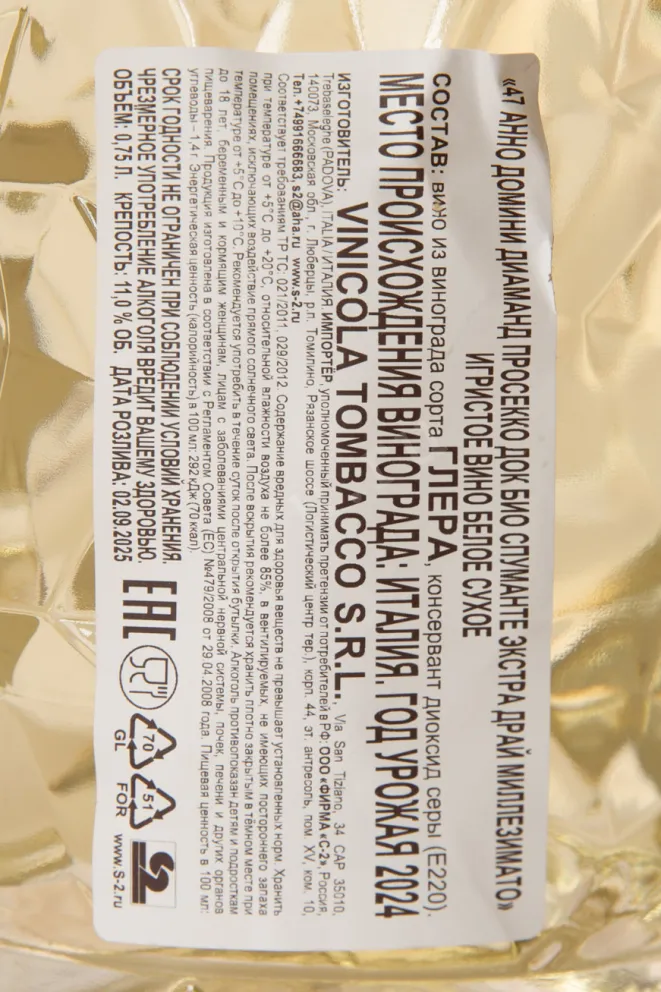 «47 АННО ДОМИНИ ДИАМАНД ПРОСЕККО ДОК БИО СПУМАНТЕ ЭКСТРА ДРАЙ МИЛЛЕЗИМАТО»
ИГРИСТОЕ ВИНО БЕЛОЕ СУХОЕ
СОСТАВ: вино из винограда сорта ГЛЕРА, консервант диоксид серы (Е220).
МЕСТО ПРОИСХОЖДЕНИЯ ВИНОГРАДА: ИТАЛИЯ. ГОД УРОЖАЯ 2024
ИЗГОТОВИТЕЛЬ: VINICOLA TOMBACCO S.R.L., Via San Tiziano, 34 CAP 35010,
Trebaseleghe (PADOVA), ITALIA / ИТАЛИЯ. ИМПОРТЁР, уполномоченный принимать претензии от потребителей в РФ: ООО «ФИРМА «С-2», Россия,
140073, Московская обл., г. Люберцы, р.п. Томилино, Рязанское шоссе (Логистический центр тер.), корп. 44, эт. антресоль, пом. XV, ком. 10,
Тел. +74991666683, s2@aha.ru www.s-2.ru
Соответствует требованиям ТР ТС: 021/2011, 029/2012. Содержание вредных для здоровья веществ не превышает установленных норм. Хранить
при температуре от +5°С до +20°С, относительной влажности воздуха не более 85%, в вентилируемых, не имеющих постороннего запаха
помещениях, исключающих воздействие прямого солнечного света. После вскрытия рекомендуется хранить плотно закрытым в тёмном месте при
температуре от +5°С до +10°С. Рекомендуется употребить в течение суток после открытия бутылки. Алкоголь противопоказан детям и подросткам
до 18 лет, беременным и кормящим женщинам, лицам с заболеваниями центральной нервной системы, почек, печени и других органов
пищеварения. Продукция изготовлена в соответствии с Регламентом Совета (ЕС) №479/2008 от 29.04.2008 года. Пищевая ценность в 100 мл:
углеводы – 1,4 г. Энергетическая ценность (калорийность) в 100 мл: 292 кДж (70 ккал).
СРОК ГОДНОСТИ НЕ ОГРАНИЧЕН ПРИ СОБЛЮДЕНИИ УСЛОВИЙ ХРАНЕНИЯ.
ЧРЕЗМЕРНОЕ УПОТРЕБЛЕНИЕ АЛКОГОЛЯ ВРЕДИТ ВАШЕМУ ЗДОРОВЬЮ.
ОБЪЕМ: 0,75 Л. КРЕПОСТЬ: 11,0 % ОБ. ДАТА РОЗЛИВА: 02.09.2025
EAC
70
GL
51
FOR
www.s-2.ru